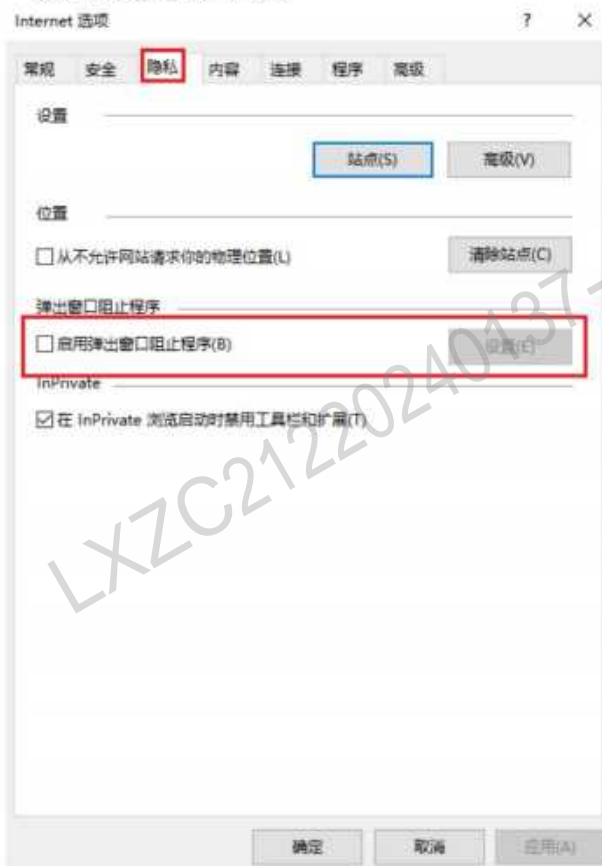 Internet 选项 ? ×
常规 安全 隐私 内容 连接 程序 高级
设置
站点(S) 高级(V)
位置
从不允许网站请求你的物理位置(L) 清除站点(C)
弹出窗口阻止程序
启用弹出窗口阻止程序(B) 设置(E)
InPrivate
在 InPrivate 浏览启动时禁用工具栏和扩展(T)
LXZC21220240137-
确定 取消 应用(A)